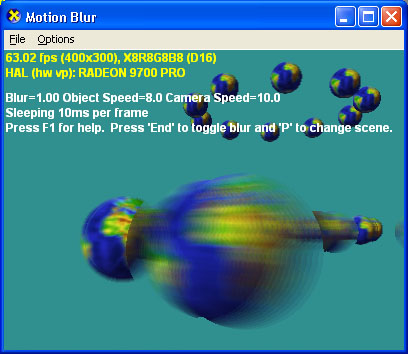 Motion Blur
File Options
63.02 fps (400x300), X8R8G8B8 (D16)
HAL (hw vp): RADEON 9700 PRO
Blur=1.00 Object Speed=8.0 Camera Speed=10.0
Sleeping 10ms per frame
Press F1 for help. Press 'End' to toggle blur and 'P' to change scene.